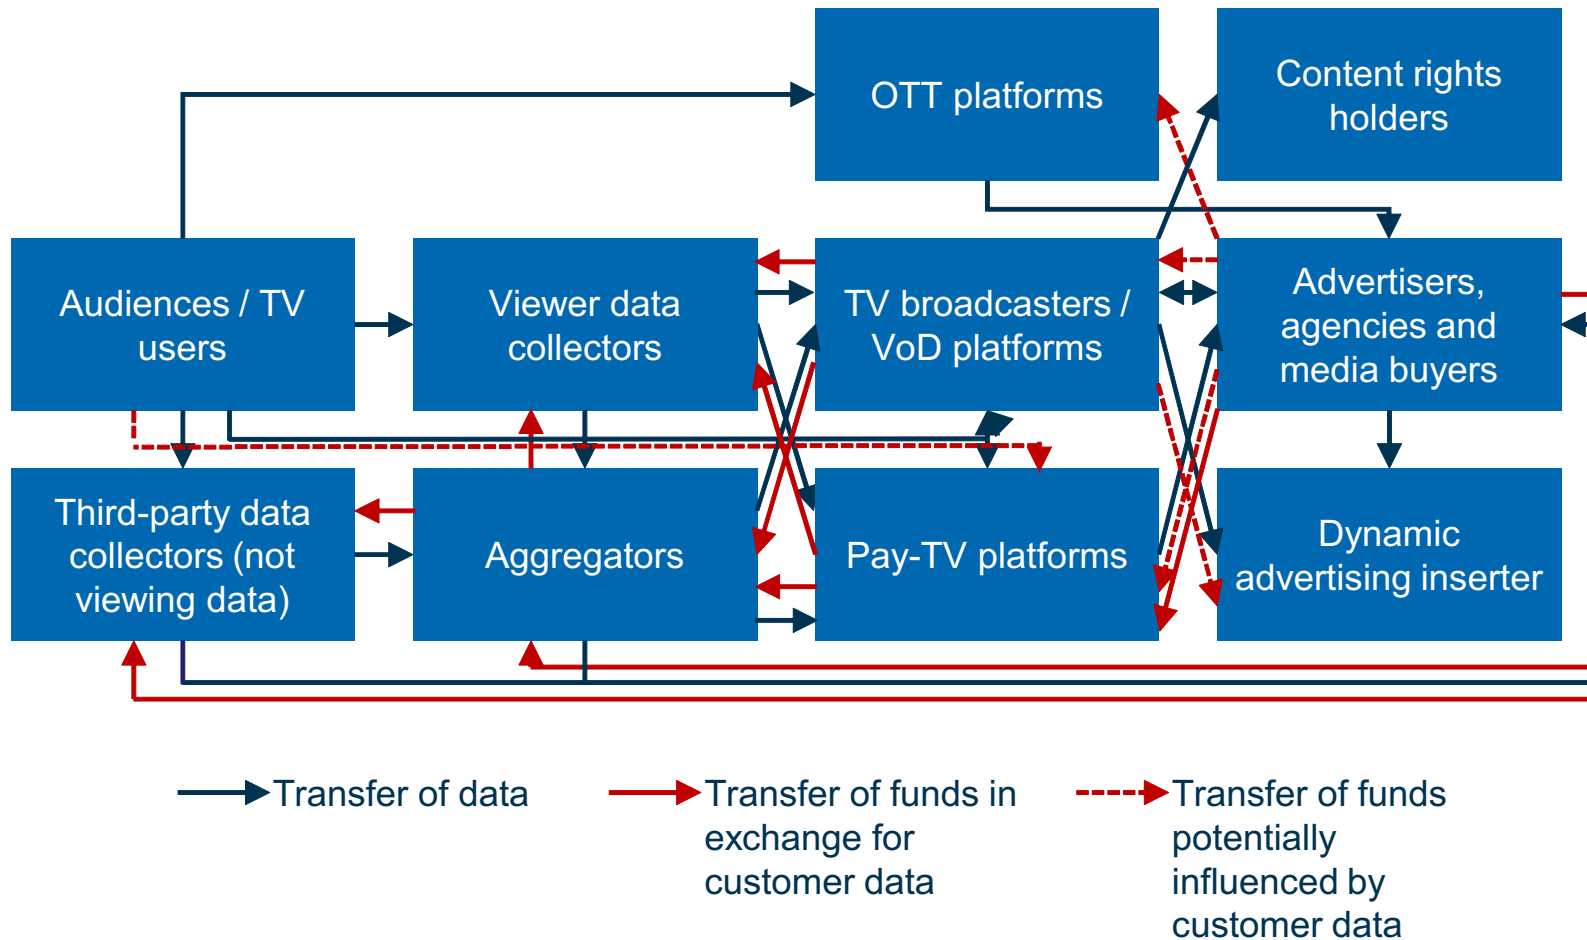 OTT platforms
Content rights
holders
Audiences / TV
users
Viewer data
collectors
TV broadcasters /
VoD platforms
Advertisers,
agencies and
media buyers
Third-party data
collectors (not
viewing data)
Aggregators
Pay-TV platforms
Dynamic
advertising inserter
Transfer of data
Transfer of funds in
exchange for
customer data
Transfer of funds
potentially
influenced by
customer data